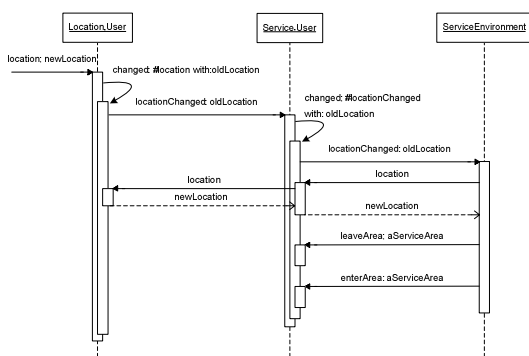 Location.User
Service.User
ServiceEnvironment
location: newLocation
changed: #location with:oldLocation
locationChanged: oldLocation
changed: #locationChanged
with: oldLocation
locationChanged: oldLocation
location
location
newLocation
newLocation
leaveArea: aServiceArea
enterArea: aServiceArea